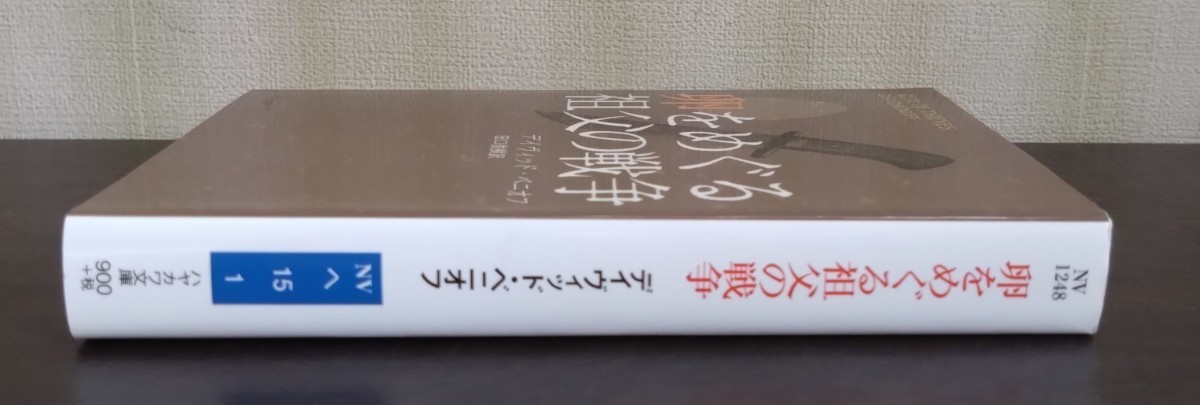 卵をめぐる
祖父の戦争
デイヴィッド・ベニオフ
田口俊樹訳
CITY OF THIEVES
NV
1248
卵をめぐる祖父の戦争
デイヴィッド・ベニオフ
NV
ヘ
15
1
ハヤカワ文庫
900
+税